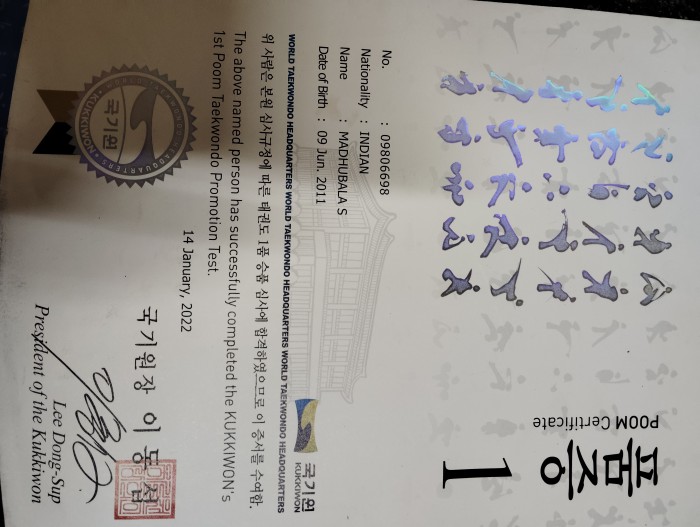 품증 1
POOM Certificate
No. : 09806698
Nationality : INDIAN
Name : MADHUBALA S
Date of Birth : 09 Jun. 2011
국기원
KUKKIWON
WORLD TAEKWONDO HEADQUARTERS WORLD TAEKWONDO HEADQUARTERS WORLD TAEKWONDO HEADQUARTERS WORLD TAEKWONDO HEADQUARTERS
위 사람은 본원 심사규정에 따른 태권도 1품 승품 심사에 합격하였으므로 이 증서를 수여함.
The above named person has successfully completed the KUKKIWON's
1st Poom Taekwondo Promotion Test.
14 January, 2022
국기원장 이동섭
Lee Dong-Sup
President of the Kukkiwon
국기원
KUKKIWON